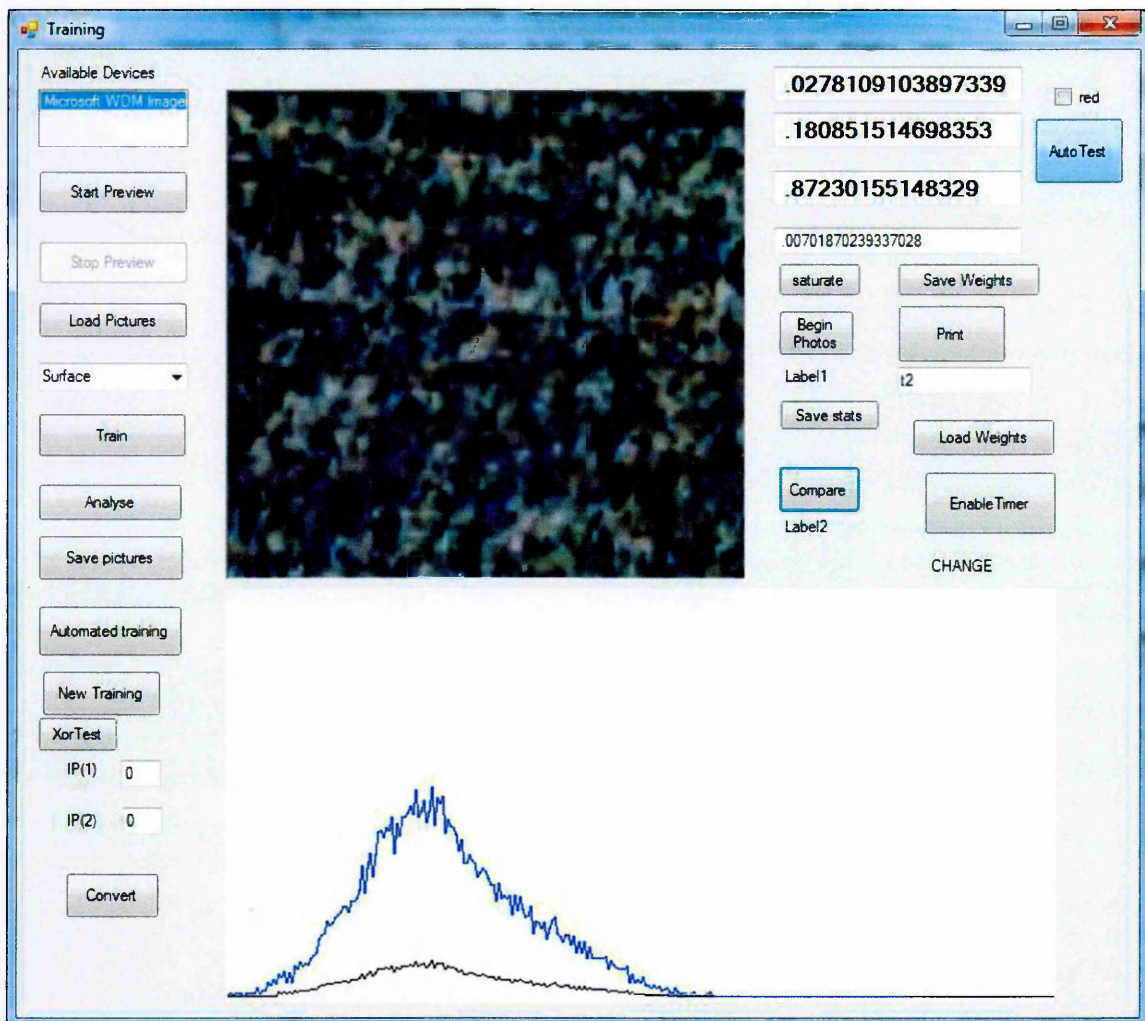 Training
Available Devices
Microsoft WDM Image
Start Preview
Stop Preview
Load Pictures
Surface
Train
Analyse
Save pictures
Automated training
New Training
XorTest
IP(1)
0
IP(2)
0
Convert
.0278109103897339
.180851514698353
.87230155148329
.00701870239337028
red
AutoTest
saturate
Save Weights
Begin
Photos
Print
Label1
t2
Save stats
Load Weights
Compare
EnableTimer
Label2
CHANGE